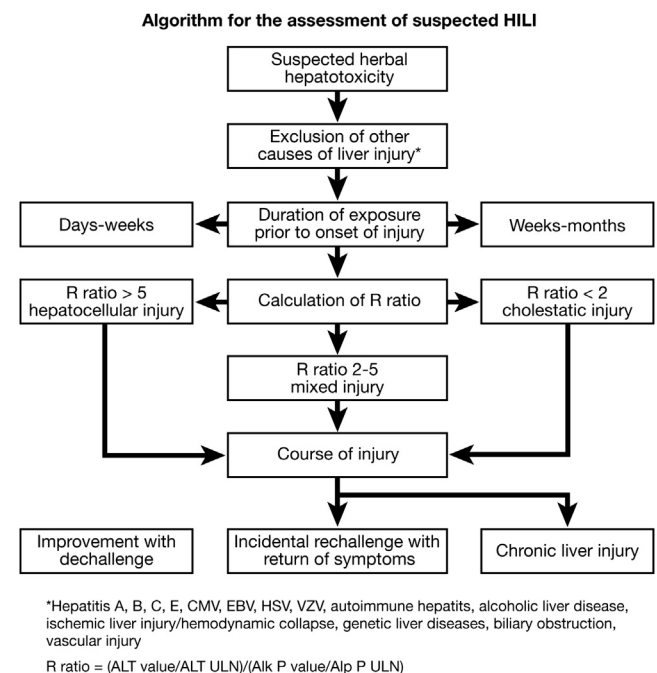 Algorithm for the assessment of suspected HILI
Suspected herbal
hepatotoxicity
Exclusion of other
causes of liver injury*
Days-weeks
Duration of exposure
prior to onset of injury
Weeks-months
R ratio > 5
hepatocellular injury
Calculation of R ratio
R ratio < 2
cholestatic injury
R ratio 2-5
mixed injury
Course of injury
Improvement with
dechallenge
Incidental rechallenge with
return of symptoms
Chronic liver injury
*Hepatitis A, B, C, E, CMV, EBV, HSV, VZV, autoimmune hepatits, alcoholic liver disease,
ischemic liver injury/hemodynamic collapse, genetic liver diseases, biliary obstruction,
vascular injury
R ratio = (ALT value/ALT ULN)/(Alk P value/Alp P ULN)